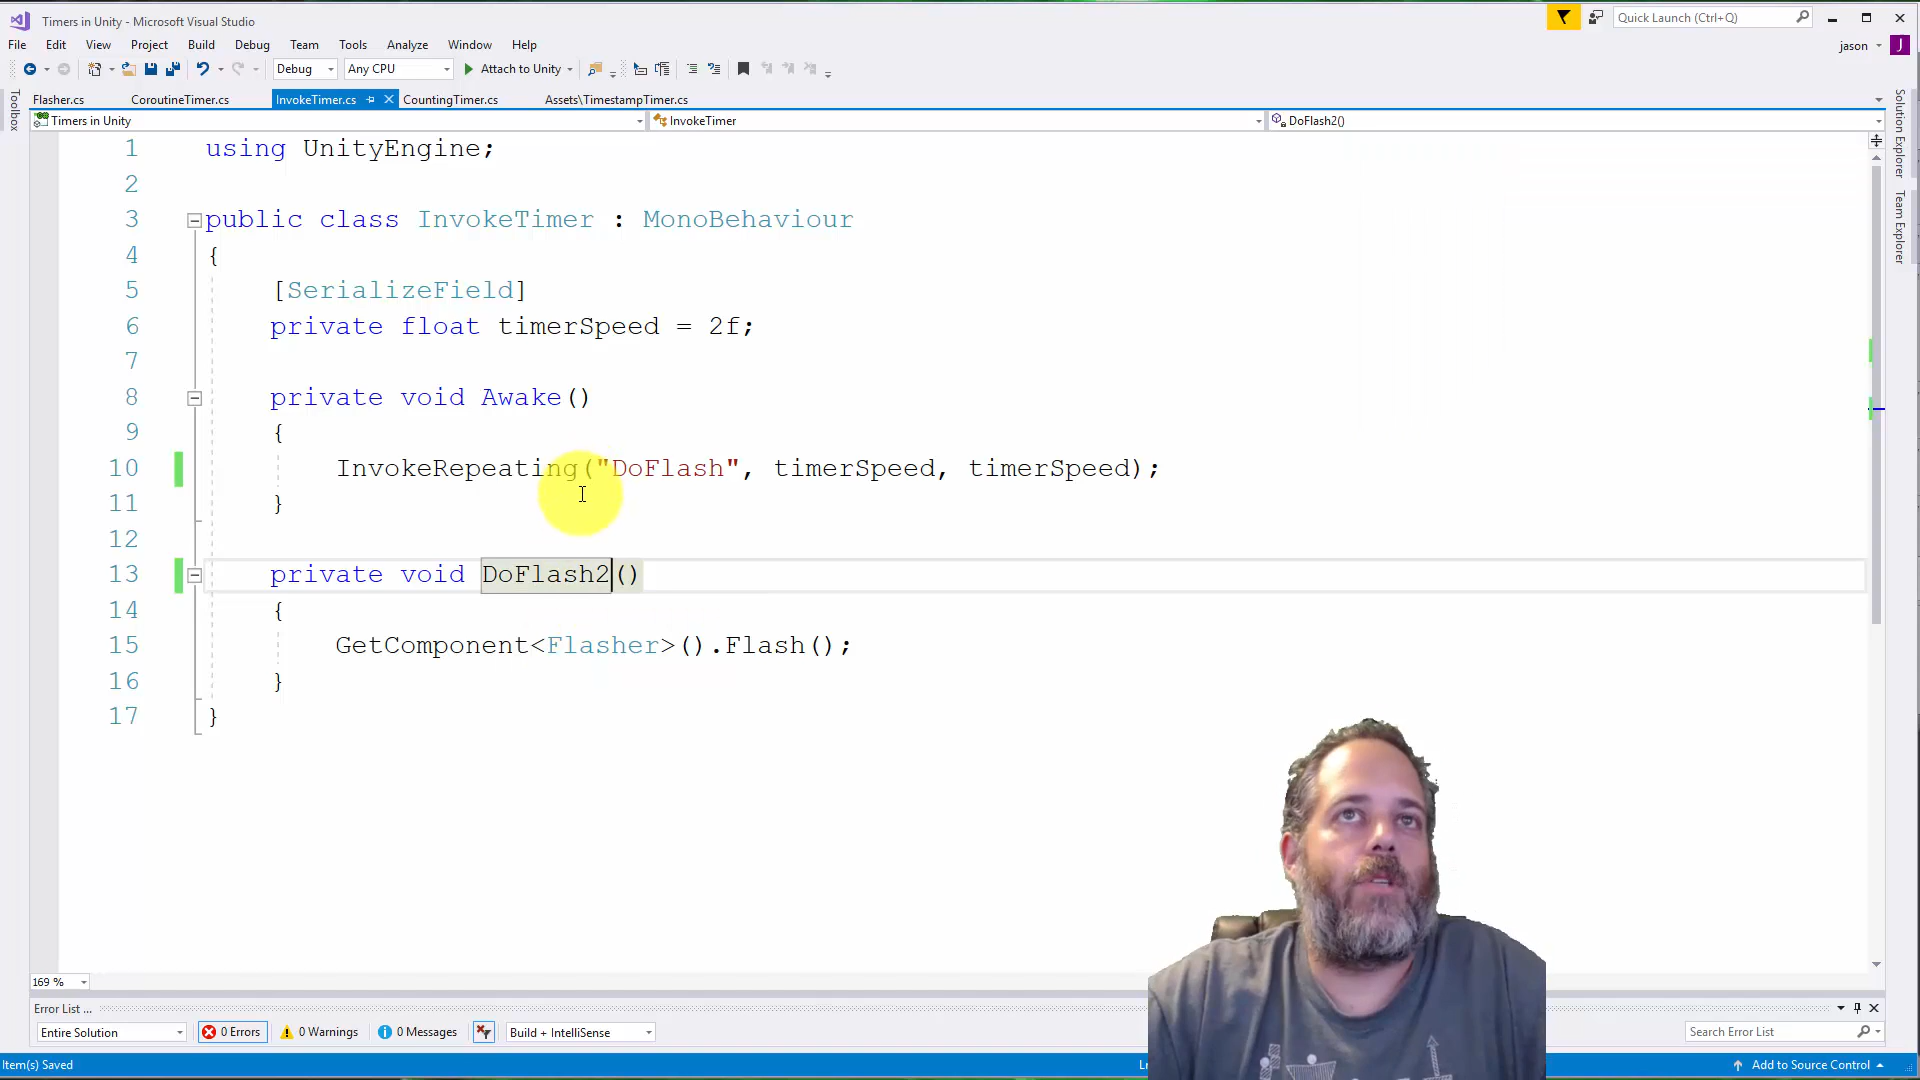 Timers in Unity - Microsoft Visual Studio
Quick Launch (Ctrl+Q)
File Edit View Project Build Debug Team Tools Analyze Window Help
jason J
Debug Any CPU Attach to Unity
Toolbox
Flasher.cs CoroutineTimer.cs InvokeTimer.cs CountingTimer.cs Assets\TimestampTimer.cs
Timers in Unity InvokeTimer DoFlash2()
Solution Explorer
Team Explorer
1 using UnityEngine;
2
3 public class InvokeTimer : MonoBehaviour
4 {
5 [SerializeField]
6 private float timerSpeed = 2f;
7
8 private void Awake()
9 {
10 InvokeRepeating("DoFlash", timerSpeed, timerSpeed);
11 }
12
13 private void DoFlash2()
14 {
15 GetComponent<Flasher>().Flash();
16 }
17 }
169 %
Error List ...
Entire Solution 0 Errors 0 Warnings 0 Messages Build + IntelliSense Search Error List
Item(s) Saved Add to Source Control